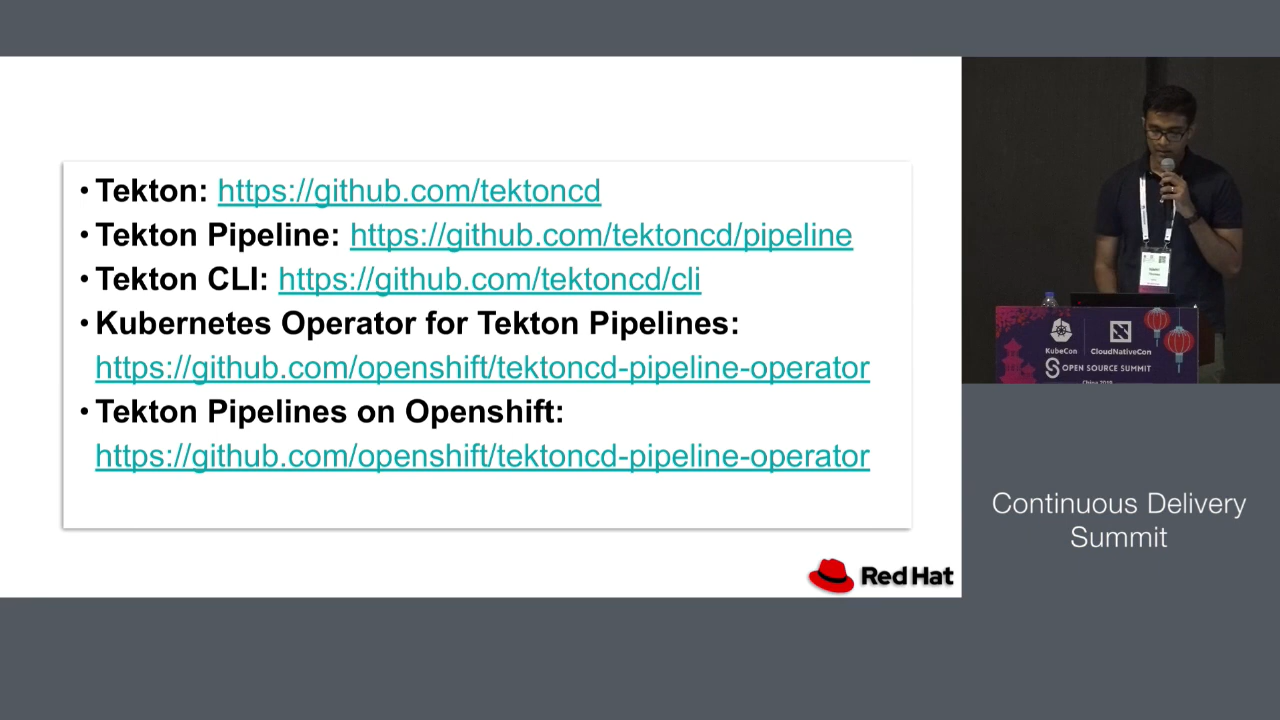 • Tekton: https://github.com/tektoncd
• Tekton Pipeline: https://github.com/tektoncd/pipeline
• Tekton CLI: https://github.com/tektoncd/cli
• Kubernetes Operator for Tekton Pipelines:
https://github.com/openshift/tektoncd-pipeline-operator
• Tekton Pipelines on Openshift:
https://github.com/openshift/tektoncd-pipeline-operator
Red Hat
KubeCon
CloudNativeCon
OPEN SOURCE SUMMIT
China 2019
Continuous Delivery
Summit